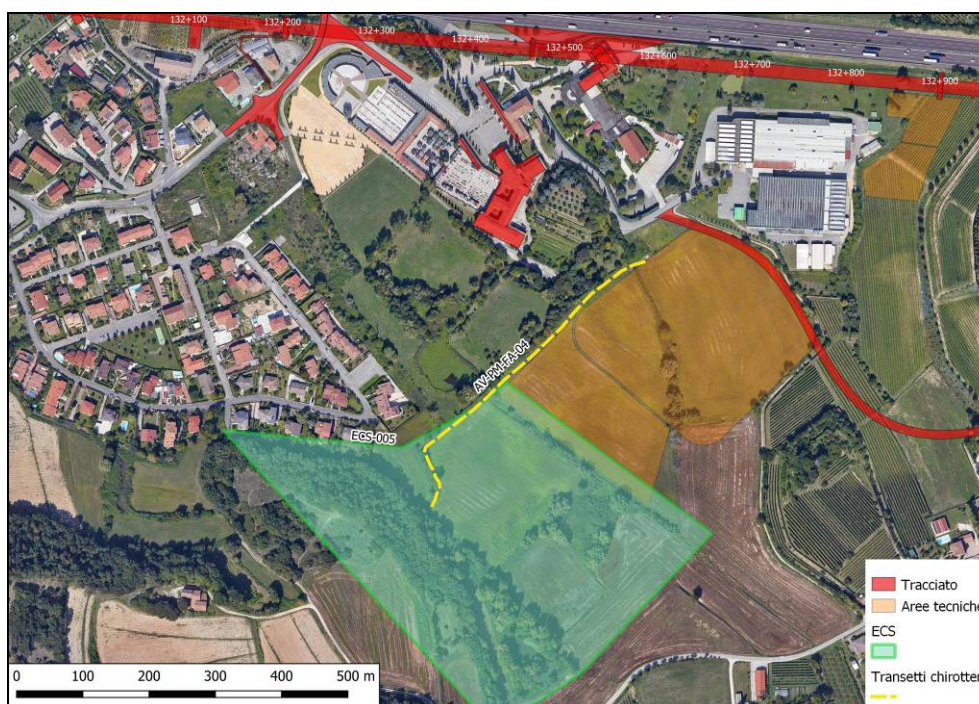 132+100
132+200
132+300
132+400
132+500
132+600
132+700
132+800
132+900
AV-PM-FA-04
ECS-005
Tracciato
Aree tecniche
ECS
Transetti chirotter
0 100 200 300 400 500 m